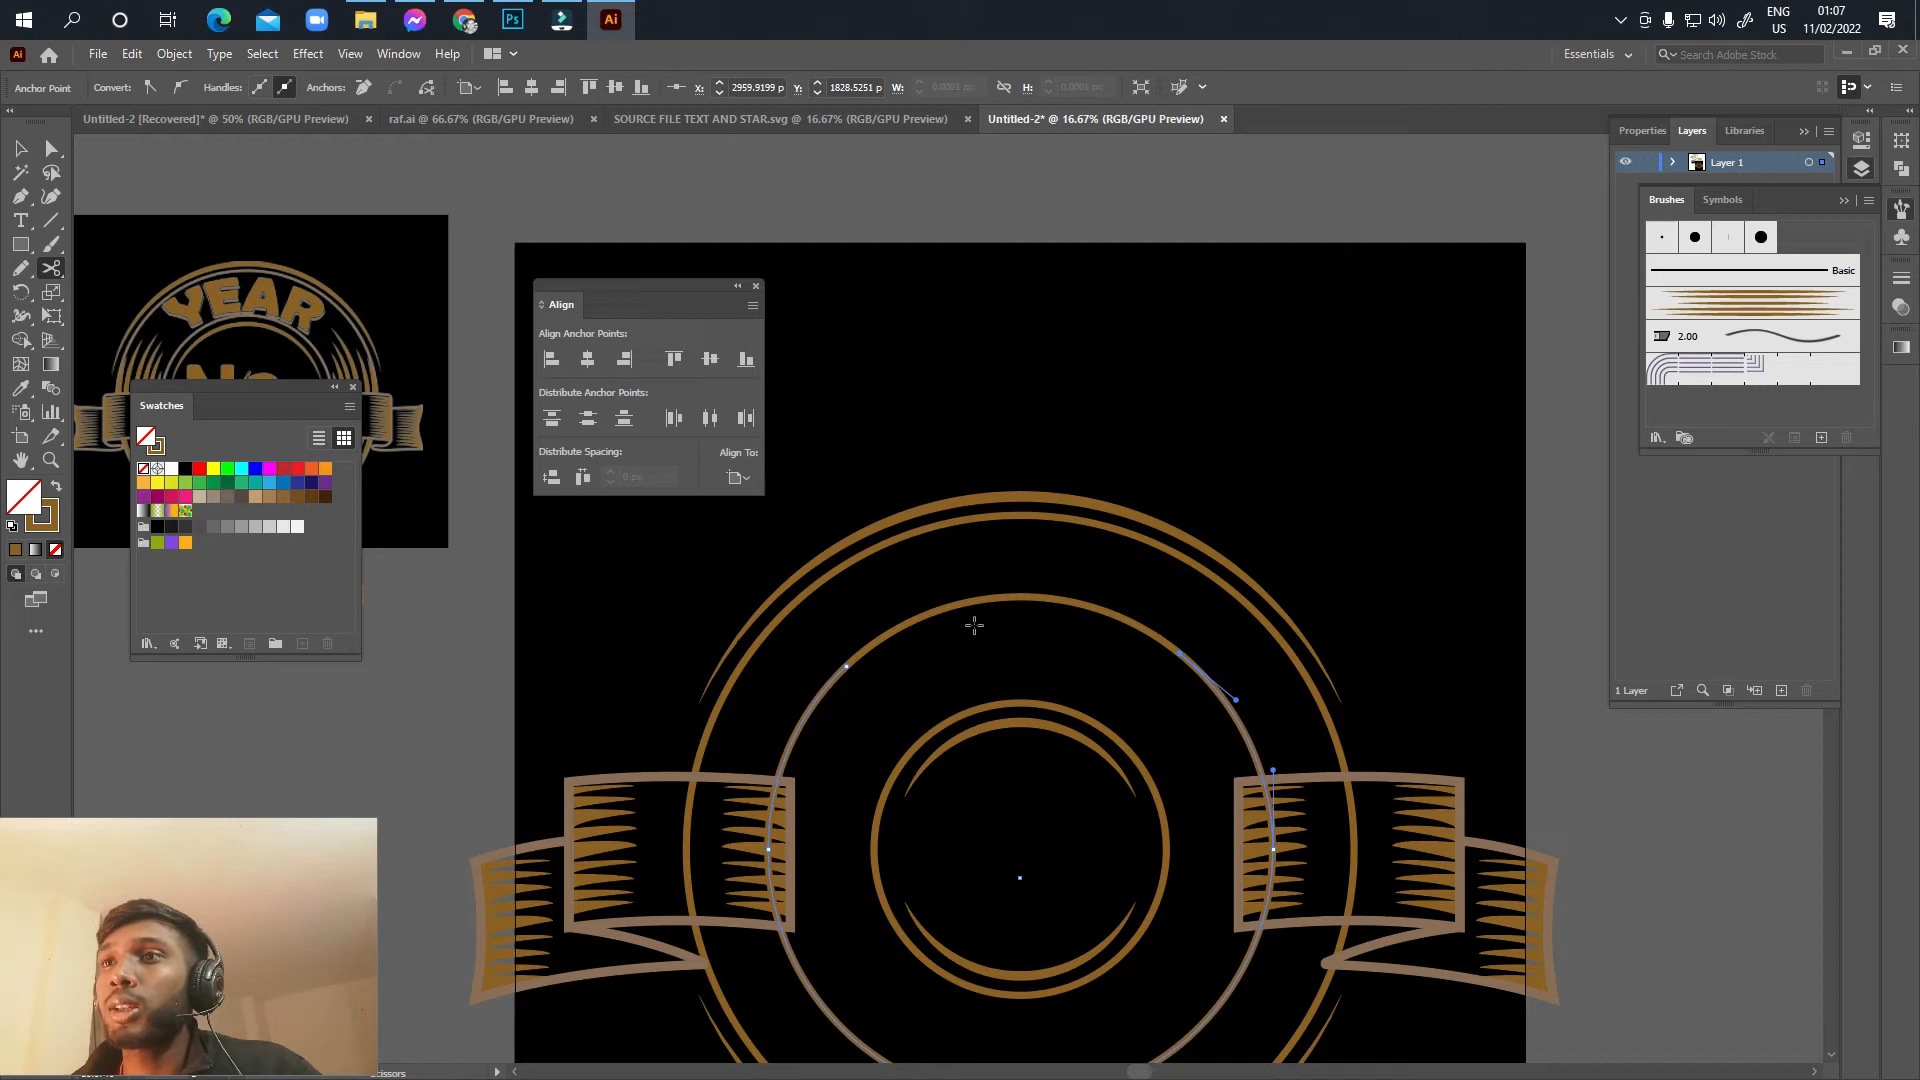 Ps
Ai
ENG
US
01:07
11/02/2022
Ai
File Edit Object Type Select Effect View Window Help
Essentials
Search Adobe Stock
Anchor Point
Convert:
Handles:
Anchors:
X: 2959.9199 p
Y: 1828.5251 p
W: 0.0001 p
H: 0.0001 p
Untitled-2 [Recovered]* @ 50% (RGB/GPU Preview)
raf.ai @ 66.67% (RGB/GPU Preview)
SOURCE FILE TEXT AND STAR.svg @ 16.67% (RGB/GPU Preview)
Untitled-2* @ 16.67% (RGB/GPU Preview)
Properties Layers Libraries
Layer 1
Brushes Symbols
Basic
2.00
1 Layer
YEAR
Swatches
Align
Align Anchor Points:
Distribute Anchor Points:
Distribute Spacing:
Align To:
0 px
Scissors